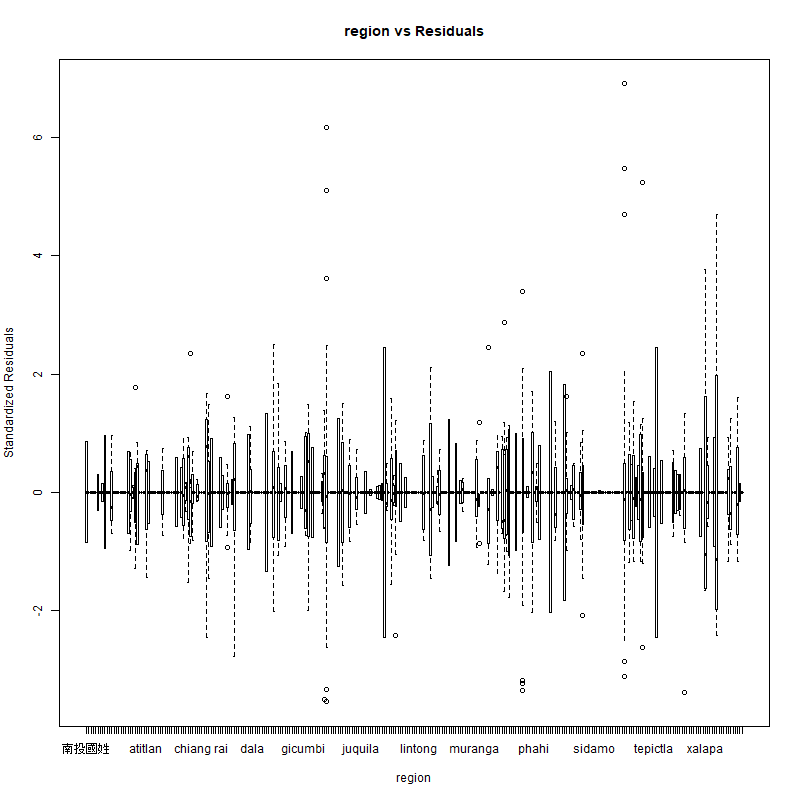 region vs Residuals
Standardized Residuals
6
4
2
0
-2
南投國姓 atitlan chiang rai dala gicumbi juquila lintong muranga phahi sidamo tepictla xalapa
region